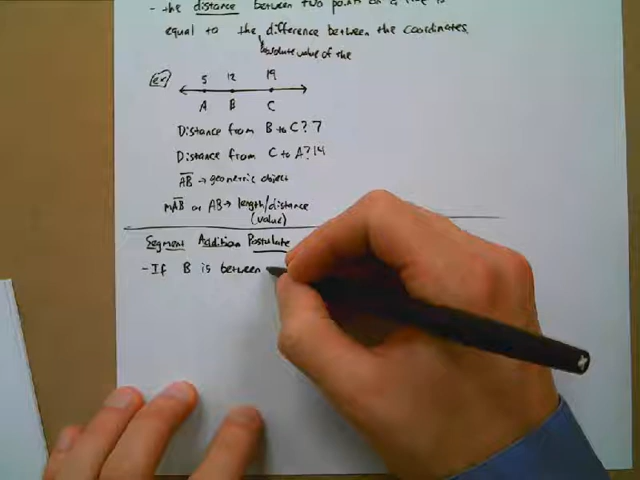 - The distance between two points on a line is
equal to the difference between the coordinates.
absolute value of the
ex
5 12 19
A B C
Distance from B to C? 7
Distance from C to A? 14
AB → geometric object
mAB or AB → length/distance
(value)
Segment Addition Postulate
- If B is between